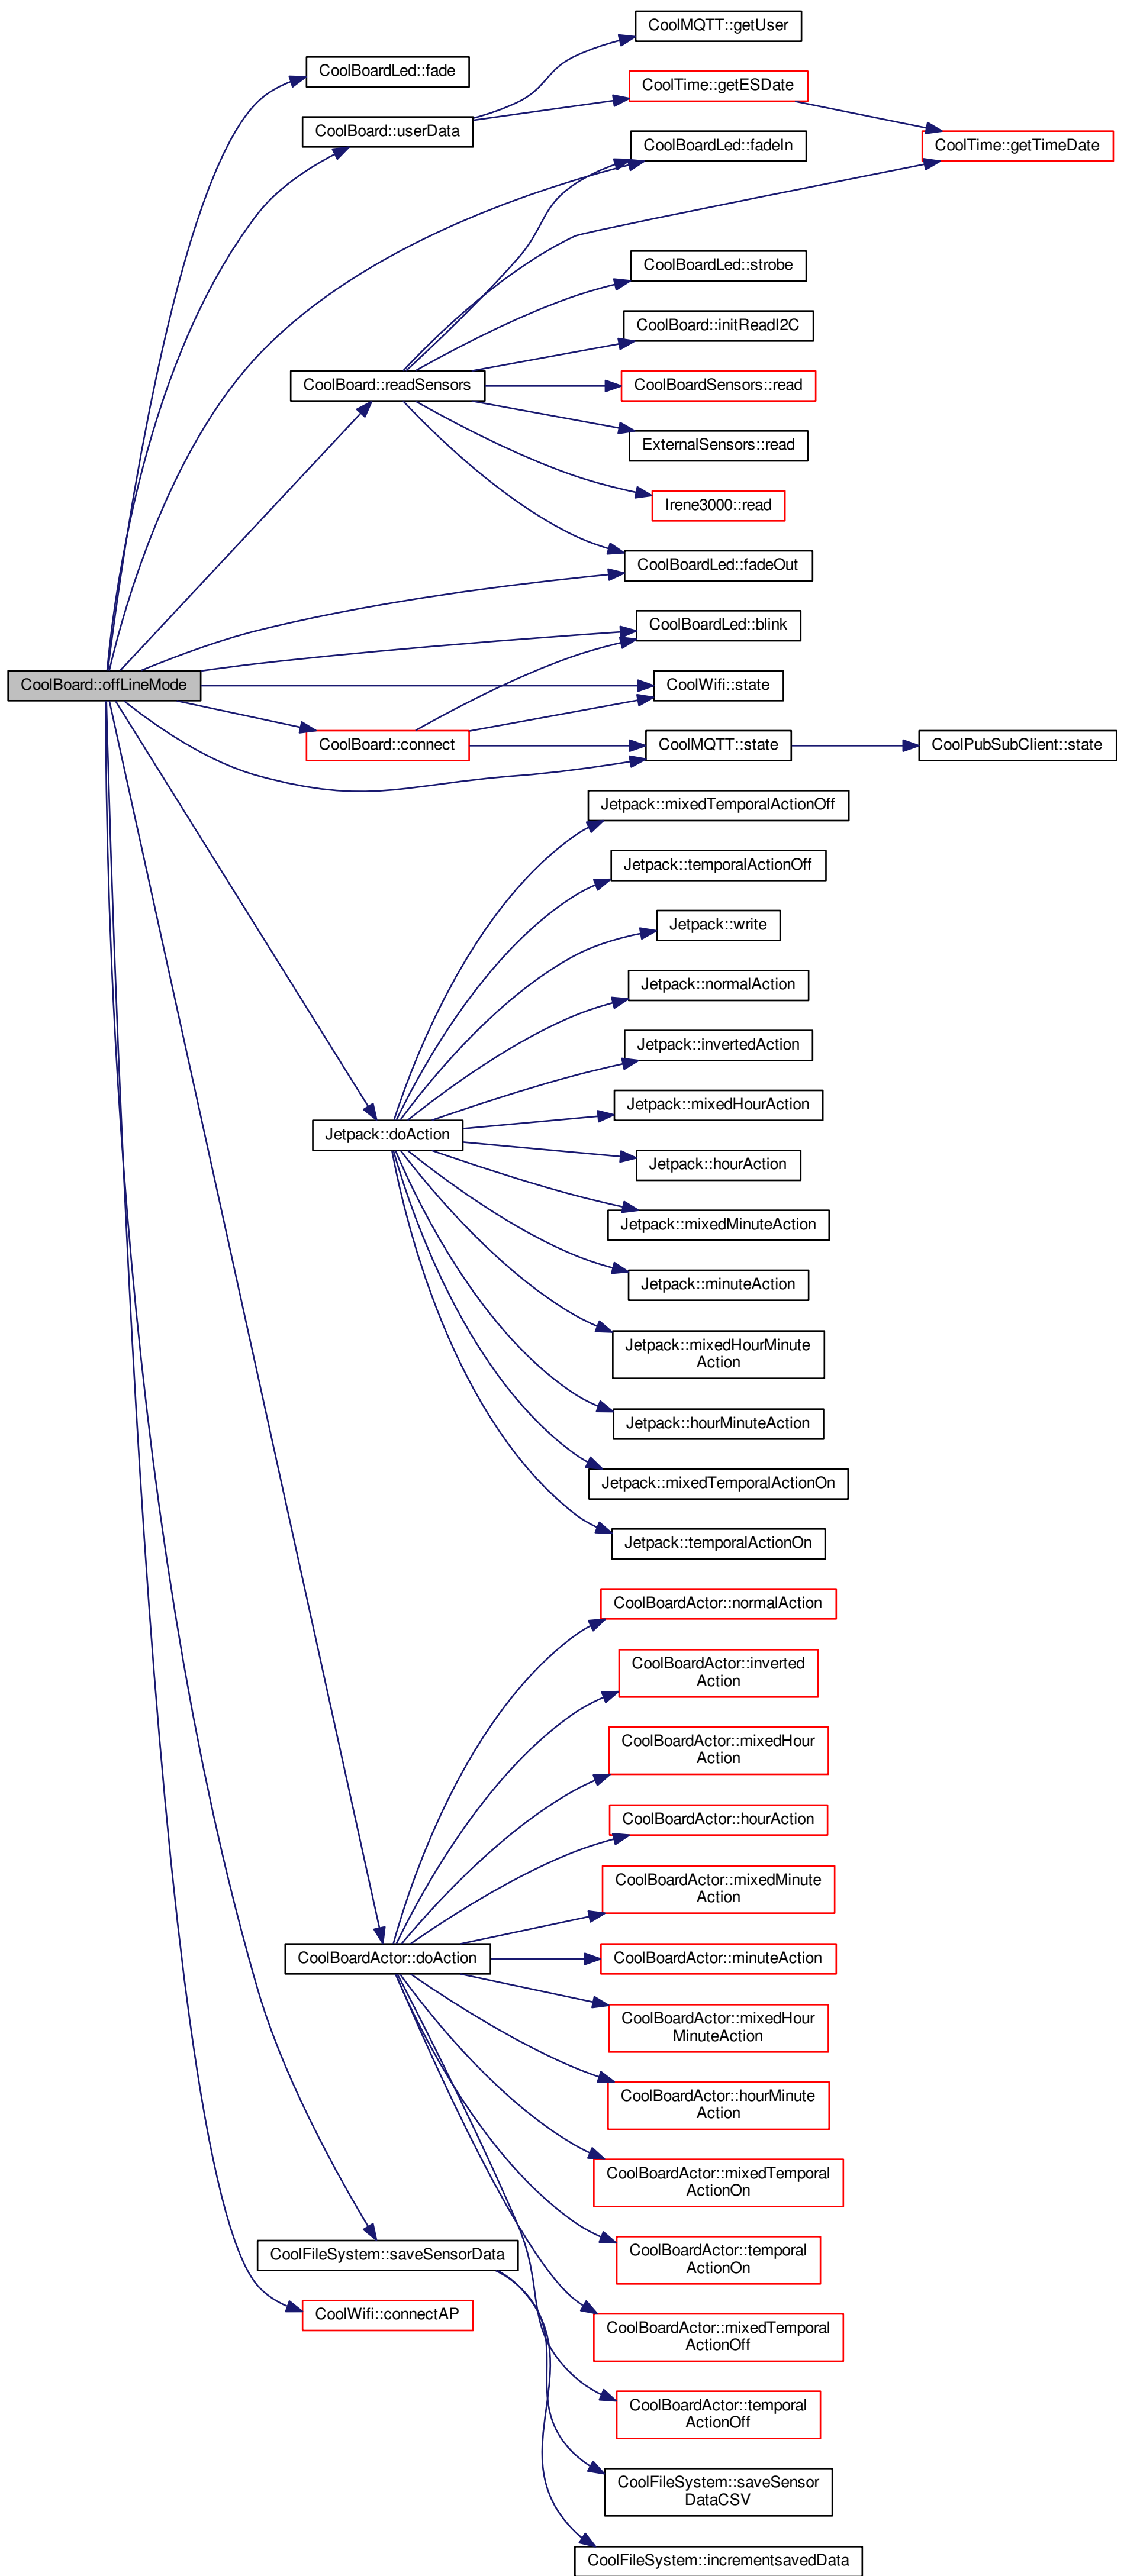 CoolMQTT::getUser
CoolBoardLed::fade
CoolTime::getESDate
CoolBoard::userData
CoolBoardLed::fadeIn
CoolTime::getTimeDate
CoolBoardLed::strobe
CoolBoard::initReadI2C
CoolBoard::readSensors
CoolBoardSensors::read
ExternalSensors::read
Irene3000::read
CoolBoardLed::fadeOut
CoolBoardLed::blink
CoolBoard::offLineMode
CoolWifi::state
CoolBoard::connect
CoolMQTT::state
CoolPubSubClient::state
Jetpack::mixedTemporalActionOff
Jetpack::temporalActionOff
Jetpack::write
Jetpack::normalAction
Jetpack::invertedAction
Jetpack::mixedHourAction
Jetpack::doAction
Jetpack::hourAction
Jetpack::mixedMinuteAction
Jetpack::minuteAction
Jetpack::mixedHourMinute
Action
Jetpack::hourMinuteAction
Jetpack::mixedTemporalActionOn
Jetpack::temporalActionOn
CoolBoardActor::normalAction
CoolBoardActor::inverted
Action
CoolBoardActor::mixedHour
Action
CoolBoardActor::hourAction
CoolBoardActor::mixedMinute
Action
CoolBoardActor::doAction
CoolBoardActor::minuteAction
CoolBoardActor::mixedHour
MinuteAction
CoolBoardActor::hourMinute
Action
CoolBoardActor::mixedTemporal
ActionOn
CoolFileSystem::saveSensorData
CoolBoardActor::temporal
ActionOn
CoolWifi::connectAP
CoolBoardActor::mixedTemporal
ActionOff
CoolBoardActor::temporal
ActionOff
CoolFileSystem::saveSensor
DataCSV
CoolFileSystem::incrementsavedData